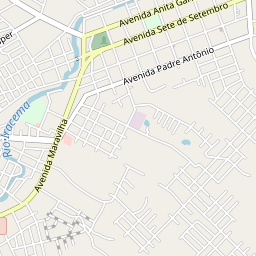 Avenida Anita Ga
Avenida Sete de Setembro
Avenida Padre Antônio
per
Rio Iracema
Avenida Maravilha